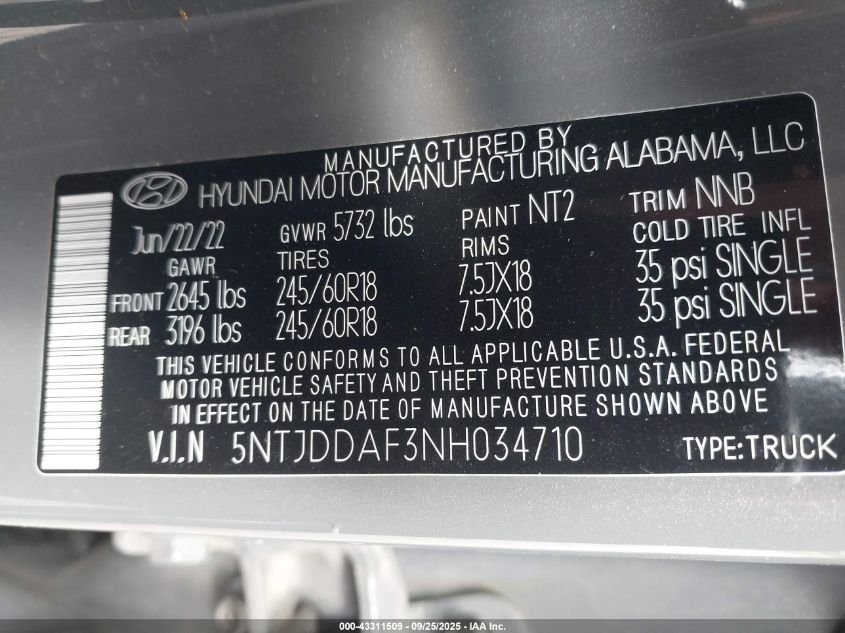 MANUFACTURED BY
HYUNDAI MOTOR MANUFACTURING ALABAMA, LLC
Jun/22/22 GVWR 5732 lbs PAINT NT2 TRIM NNB
GAWR TIRES RIMS COLD TIRE INFL
FRONT 2645 lbs 245/60R18 7.5JX18 35 psi SINGLE
REAR 3196 lbs 245/60R18 7.5JX18 35 psi SINGLE
THIS VEHICLE CONFORMS TO ALL APPLICABLE U.S.A. FEDERAL
MOTOR VEHICLE SAFETY AND THEFT PREVENTION STANDARDS
IN EFFECT ON THE DATE OF MANUFACTURE SHOWN ABOVE
V.I.N 5NTJDDAF3NH034710 TYPE:TRUCK
000-43311509 - 09/25/2025 - IAA Inc.